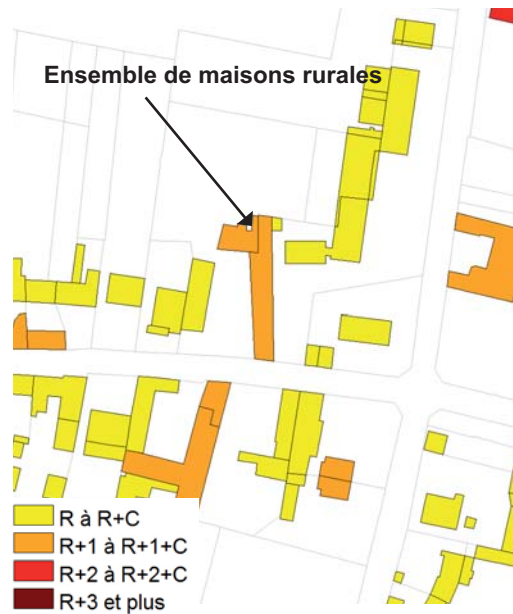 Ensemble de maisons rurales
R à R+C
R+1 à R+1+C
R+2 à R+2+C
R+3 et plus